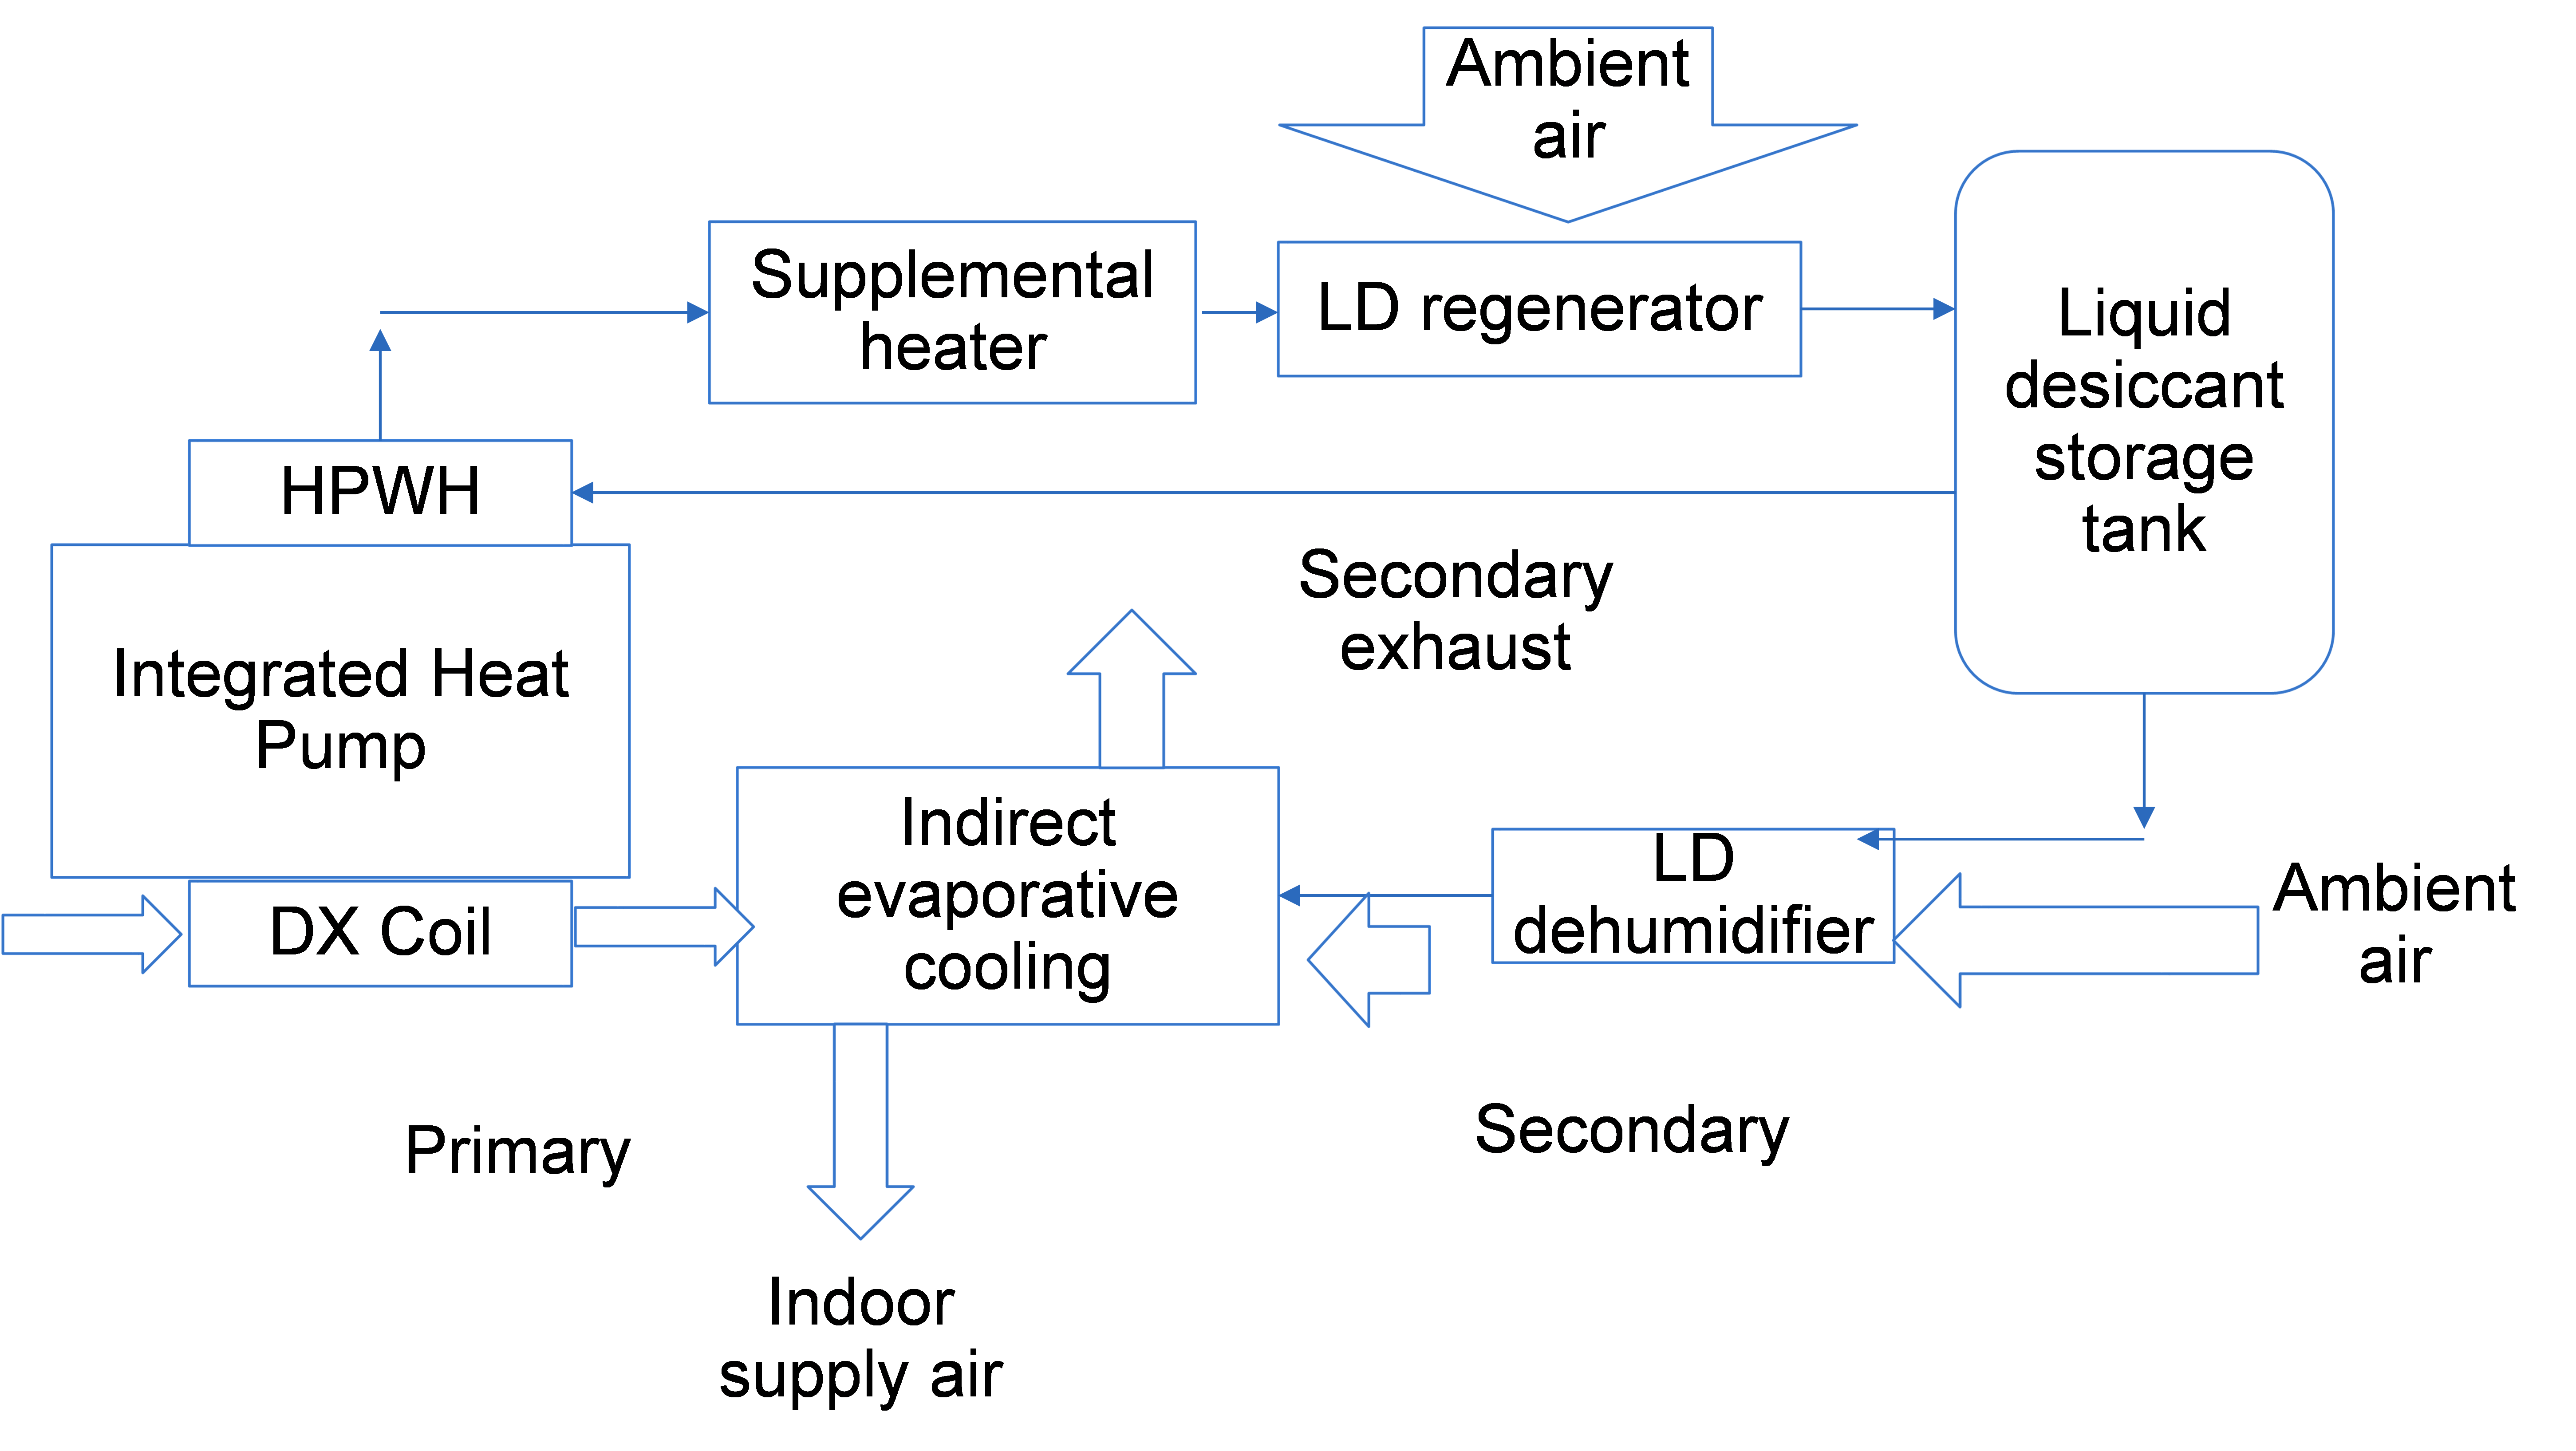 Ambient
air
Supplemental
heater
LD regenerator
Liquid
desiccant
storage
tank
HPWH
Secondary
exhaust
Integrated Heat
Pump
Indirect
evaporative
cooling
LD
dehumidifier
Ambient
air
DX Coil
Primary
Secondary
Indoor
supply air